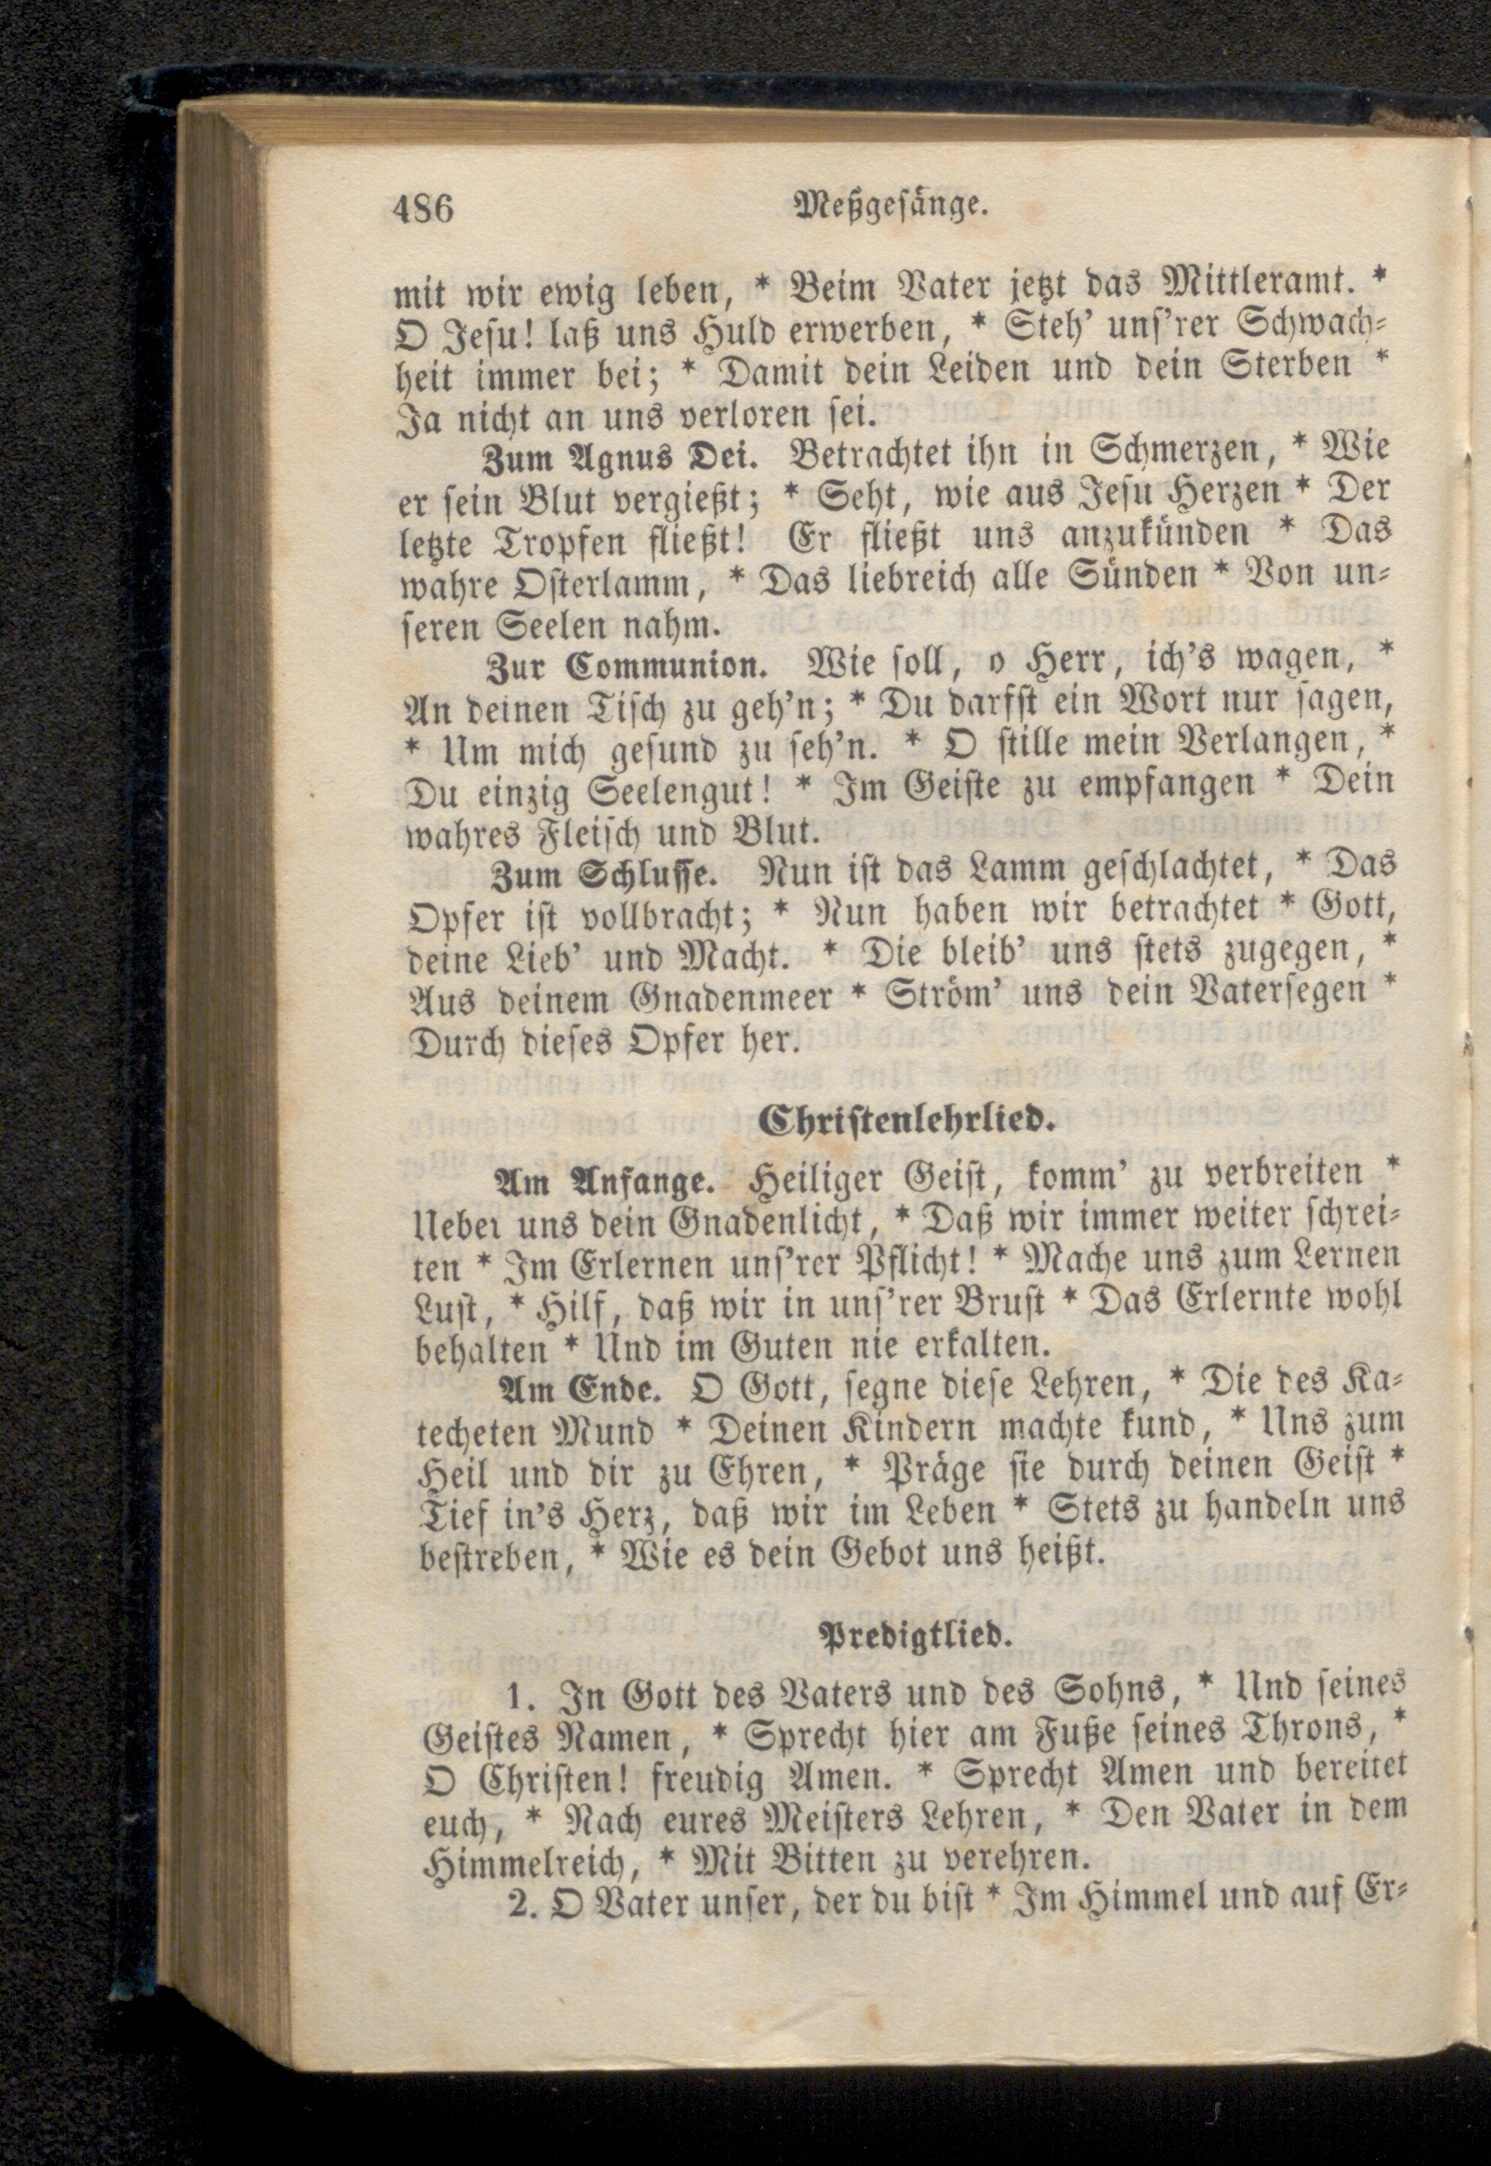 486 Meßgesänge.
mit wir ewig leben, * Beim Vater jetzt das Mittleramt. *
O Jesu! laß uns Huld erwerben, * Steh’ uns’rer Schwach-
heit immer bei; * Damit dein Leiden und dein Sterben *
Ja nicht an uns verloren sei.
Zum Agnus Dei. Betrachtet ihn in Schmerzen, * Wie
er sein Blut vergießt; * Seht, wie aus Jesu Herzen * Der
letzte Tropfen fließt! Er fließt uns anzukünden * Das
wahre Osterlamm, * Das liebreich alle Sünden * Von un-
seren Seelen nahm.
Zur Communion. Wie soll, o Herr, ich’s wagen, *
An deinen Tisch zu geh’n; * Du darfst ein Wort nur sagen,
* Um mich gesund zu seh’n. * O stille mein Verlangen, *
Du einzig Seelengut! * Im Geiste zu empfangen * Dein
wahres Fleisch und Blut.
Zum Schlusse. Nun ist das Lamm geschlachtet, * Das
Opfer ist vollbracht; * Nun haben wir betrachtet * Gott,
deine Lieb’ und Macht. * Die bleib’ uns stets zugegen, *
Aus deinem Gnadenmeer * Ström’ uns dein Vatersegen *
Durch dieses Opfer her.
Christenlehrlied.
Am Anfange. Heiliger Geist, komm’ zu verbreiten *
Ueber uns dein Gnadenlicht, * Daß wir immer weiter schrei-
ten * Im Erlernen uns’rer Pflicht! * Mache uns zum Lernen
Lust, * Hilf, daß wir in uns’rer Brust * Das Erlernte wohl
behalten * Und im Guten nie erkalten.
Am Ende. O Gott, segne diese Lehren, * Die des Ka-
techeten Mund * Deinen Kindern machte kund, * Uns zum
Heil und dir zu Ehren, * Präge sie durch deinen Geist *
Tief in’s Herz, daß wir im Leben * Stets zu handeln uns
bestreben, * Wie es dein Gebot uns heißt.
Predigtlied.
1. In Gott des Vaters und des Sohns, * Und seines
Geistes Namen, * Sprecht hier am Fuße seines Throns, *
O Christen! freudig Amen. * Sprecht Amen und bereitet
euch, * Nach eures Meisters Lehren, * Den Vater in dem
Himmelreich, * Mit Bitten zu verehren.
2. O Vater unser, der du bist * Im Himmel und auf Er-